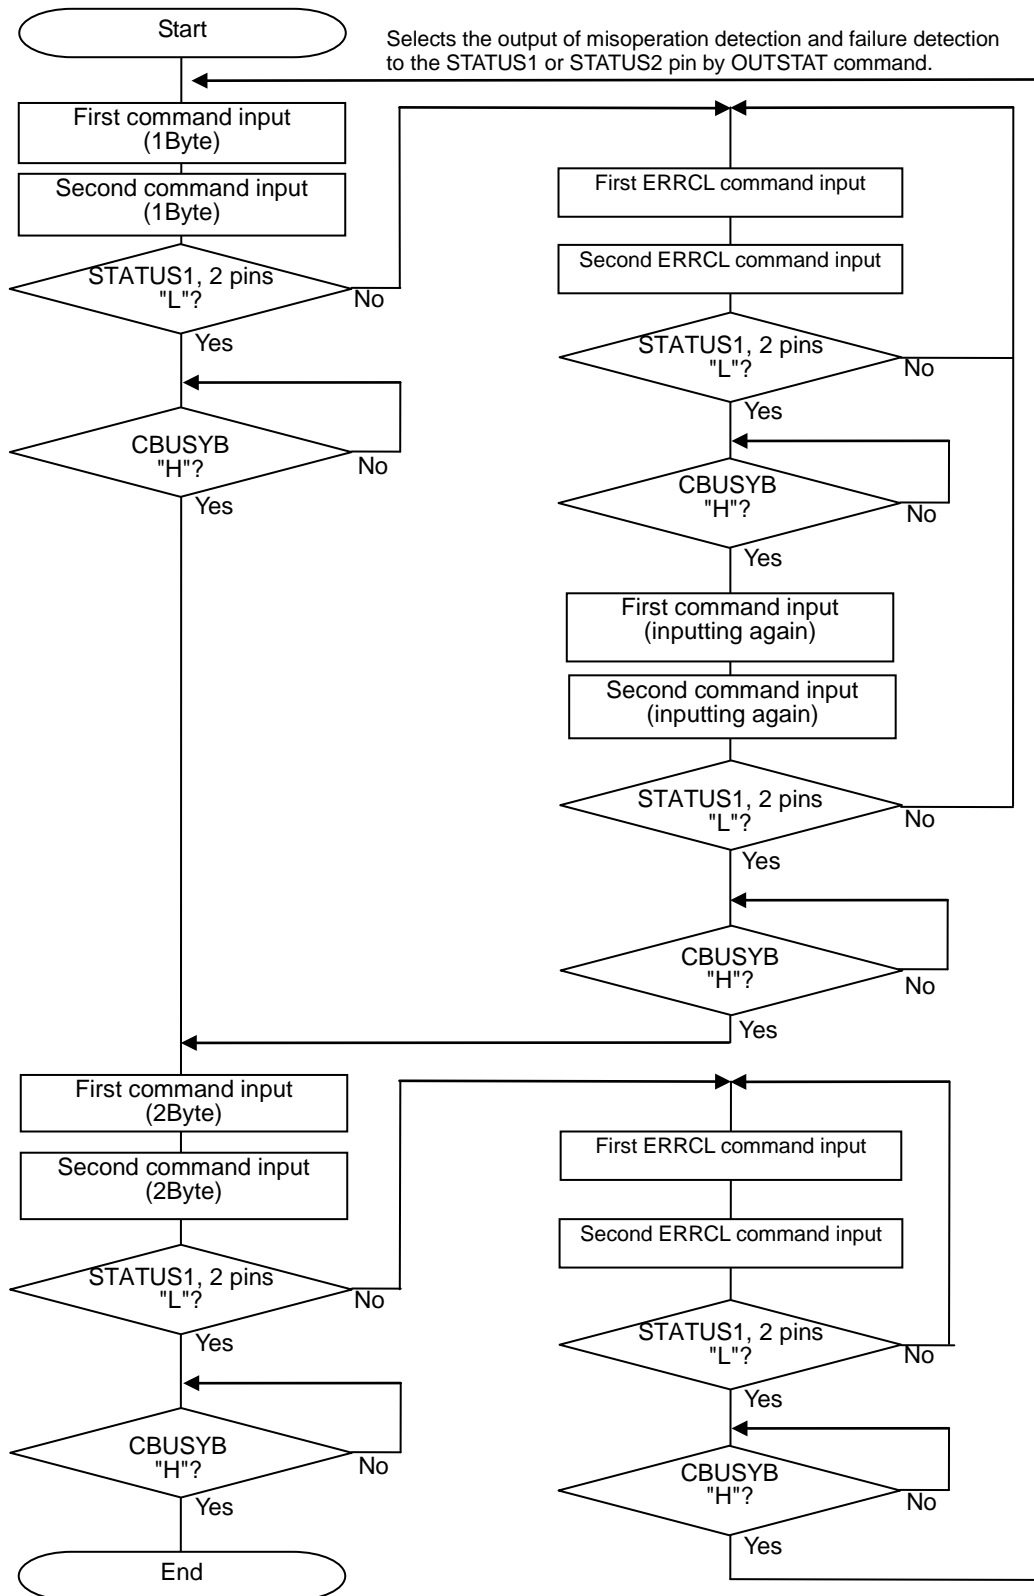 Start
Selects the output of misoperation detection and failure detection
to the STATUS1 or STATUS2 pin by OUTSTAT command.
First command input
(1Byte)
Second command input
(1Byte)
STATUS1, 2 pins
"L"?
No
Yes
CBUSYB
"H"?
No
Yes
First ERRCL command input
Second ERRCL command input
STATUS1, 2 pins
"L"?
No
Yes
CBUSYB
"H"?
No
Yes
First command input
(inputting again)
Second command input
(inputting again)
STATUS1, 2 pins
"L"?
No
Yes
CBUSYB
"H"?
No
Yes
First command input
(2Byte)
Second command input
(2Byte)
STATUS1, 2 pins
"L"?
No
Yes
CBUSYB
"H"?
No
Yes
End
First ERRCL command input
Second ERRCL command input
STATUS1, 2 pins
"L"?
No
Yes
CBUSYB
"H"?
No
Yes